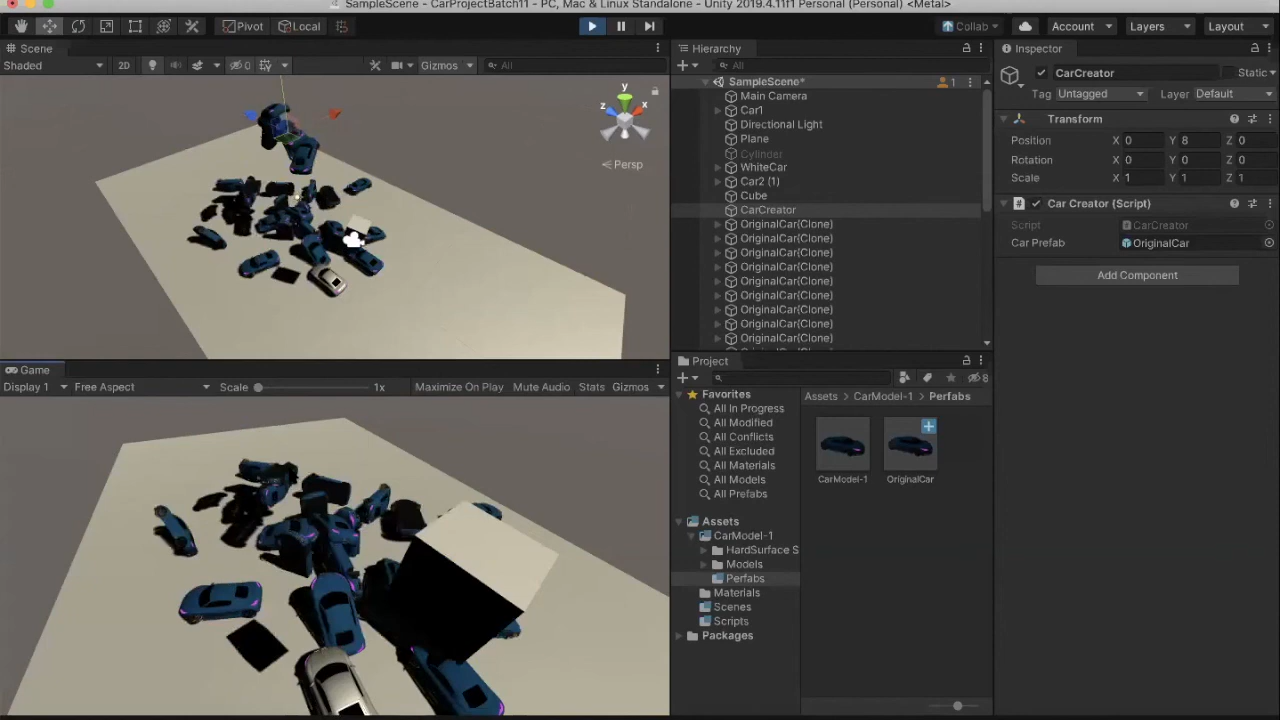 SampleScene - CarProjectBatch11 - PC, Mac & Linux Standalone - Unity 2019.4.11f1 Personal (Personal) <Metal>
Pivot Local Collab Account Layers Layout
Scene
Shaded 2D 0 Gizmos All
y
z x
Persp
Game
Display 1 Free Aspect Scale 1x Maximize On Play Mute Audio Stats Gizmos
Hierarchy
+ All
SampleScene* 1
Main Camera
Car1
Directional Light
Plane
Cylinder
WhiteCar
Car2 (1)
Cube
CarCreator
OriginalCar(Clone)
OriginalCar(Clone)
OriginalCar(Clone)
OriginalCar(Clone)
OriginalCar(Clone)
OriginalCar(Clone)
OriginalCar(Clone)
OriginalCar(Clone)
OriginalCar(Clone)
Project
+ 8
Favorites
All In Progress
All Modified
All Conflicts
All Excluded
All Materials
All Models
All Prefabs
Assets
CarModel-1
HardSurface S
Models
Perfabs
Materials
Scenes
Scripts
Packages
Assets > CarModel-1 > Perfabs
CarModel-1 OriginalCar
Inspector
CarCreator Static
Tag Untagged Layer Default
Transform
Position X 0 Y 8 Z 0
Rotation X 0 Y 0 Z 0
Scale X 1 Y 1 Z 1
# Car Creator (Script)
Script CarCreator
Car Prefab OriginalCar
Add Component